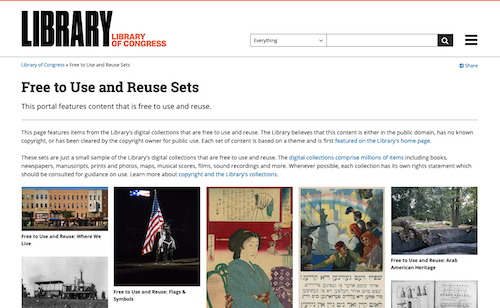 LIBRARY
LIBRARY
OF CONGRESS
Everything
Library of Congress » Free to Use and Reuse Sets
Share
Free to Use and Reuse Sets
This portal features content that is free to use and reuse.
This page features items from the Library's digital collections that are free to use and reuse. The Library believes that this content is either in the public domain, has no known
copyright, or has been cleared by the copyright owner for public use. Each set of content is based on a theme and is first featured on the Library's home page.
These sets are just a small sample of the Library's digital collections that are free to use and reuse. The digital collections comprise millions of items including books,
newspapers, manuscripts, prints and photos, maps, musical scores, films, sound recordings and more. Whenever possible, each collection has its own rights statement which
should be consulted for guidance on use. Learn more about copyright and the Library's collections.
Free to Use and Reuse: Where We
Live
Free to Use and Reuse: Flags &
Symbols
Free to Use and Reuse: Arab
American Heritage